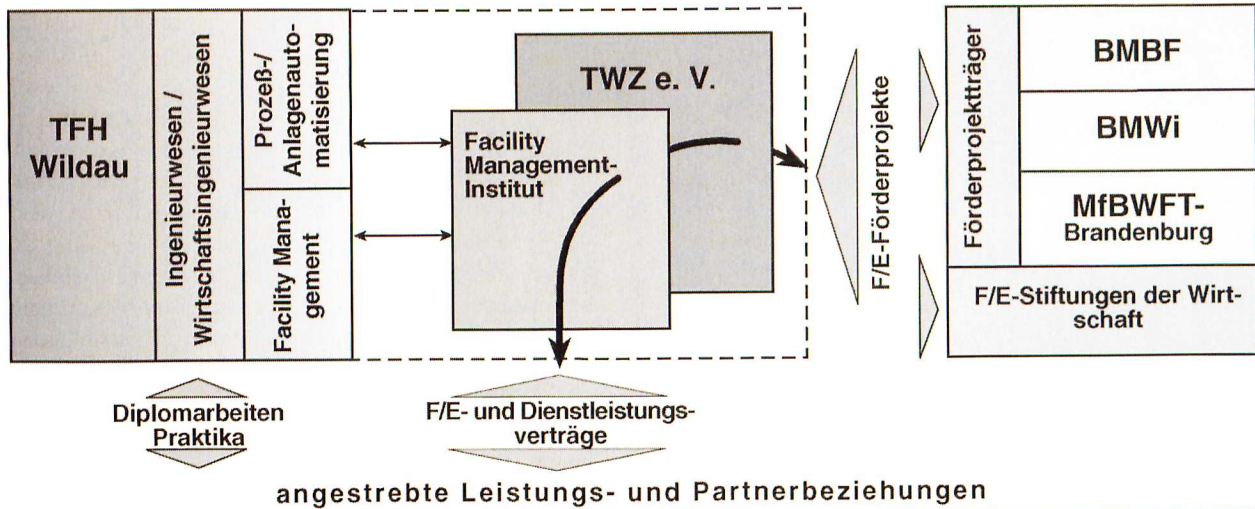 TFH
Wildau
Ingenieurwesen /
Wirtschaftsingenieurwesen
Prozeß-/
Anlagenauto-
matisierung
Facility Mana-
gement
TWZ e. V.
Facility
Management-
Institut
F/E-Förderprojekte
Förderprojektträger
BMBF
BMWi
MfBWFT-
Brandenburg
F/E-Stiftungen der Wirt-
schaft
Diplomarbeiten
Praktika
F/E- und Dienstleistungs-
verträge
angestrebte Leistungs- und Partnerbeziehungen